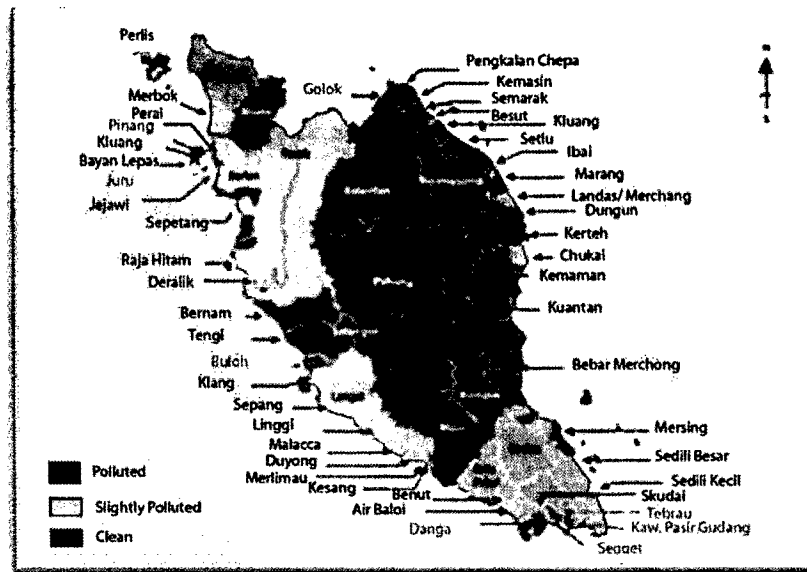 Perlis
Merbok
Perai
Pinang
Kluang
Bayan Lepas
Juru
Jejawi
Sepetang
Raja Hitam
Deralik
Bernam
Tengi
Buloh
Klang
Sepang
Linggi
Malacca
Duyong
Merlimau
Kesang
Benut
Air Baloi
Danga
Golok
Pengkalan Chepa
Kemasin
Semarak
Besut
Kluang
Setiu
Ibai
Marang
Landas/ Merchang
Dungun
Kerteh
Chukai
Kemaman
Kuantan
Bebar Merchong
Mersing
Sedili Besar
Sedili Kecil
Skudai
Tebrau
Kaw. Pasir Gudang
Segget
Langat
Polluted
Slightly Polluted
Clean